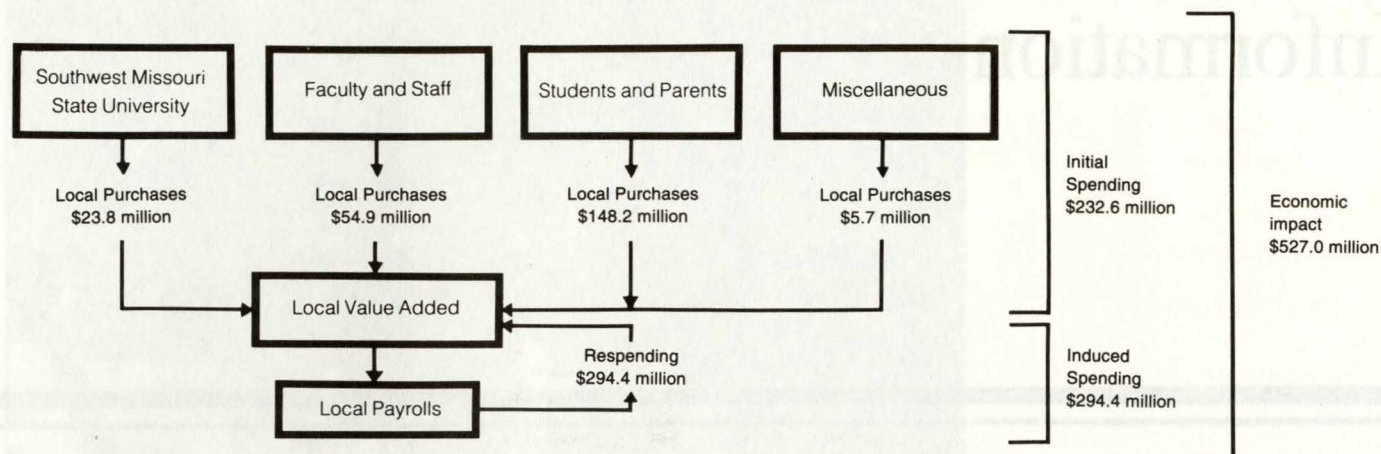 Southwest Missouri
State University
Faculty and Staff
Students and Parents
Miscellaneous
Local Purchases
$23.8 million
Local Purchases
$54.9 million
Local Purchases
$148.2 million
Local Purchases
$5.7 million
Initial
Spending
$232.6 million
Economic
impact
$527.0 million
Local Value Added
Respending
$294.4 million
Local Payrolls
Induced
Spending
$294.4 million
nformation